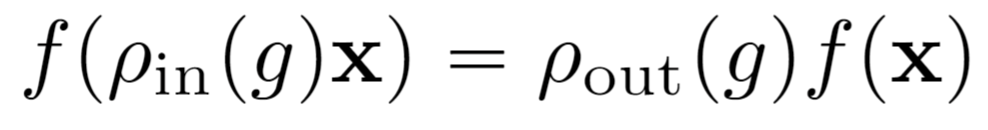 f(ρ_in(g)x) = ρ_out(g)f(x)